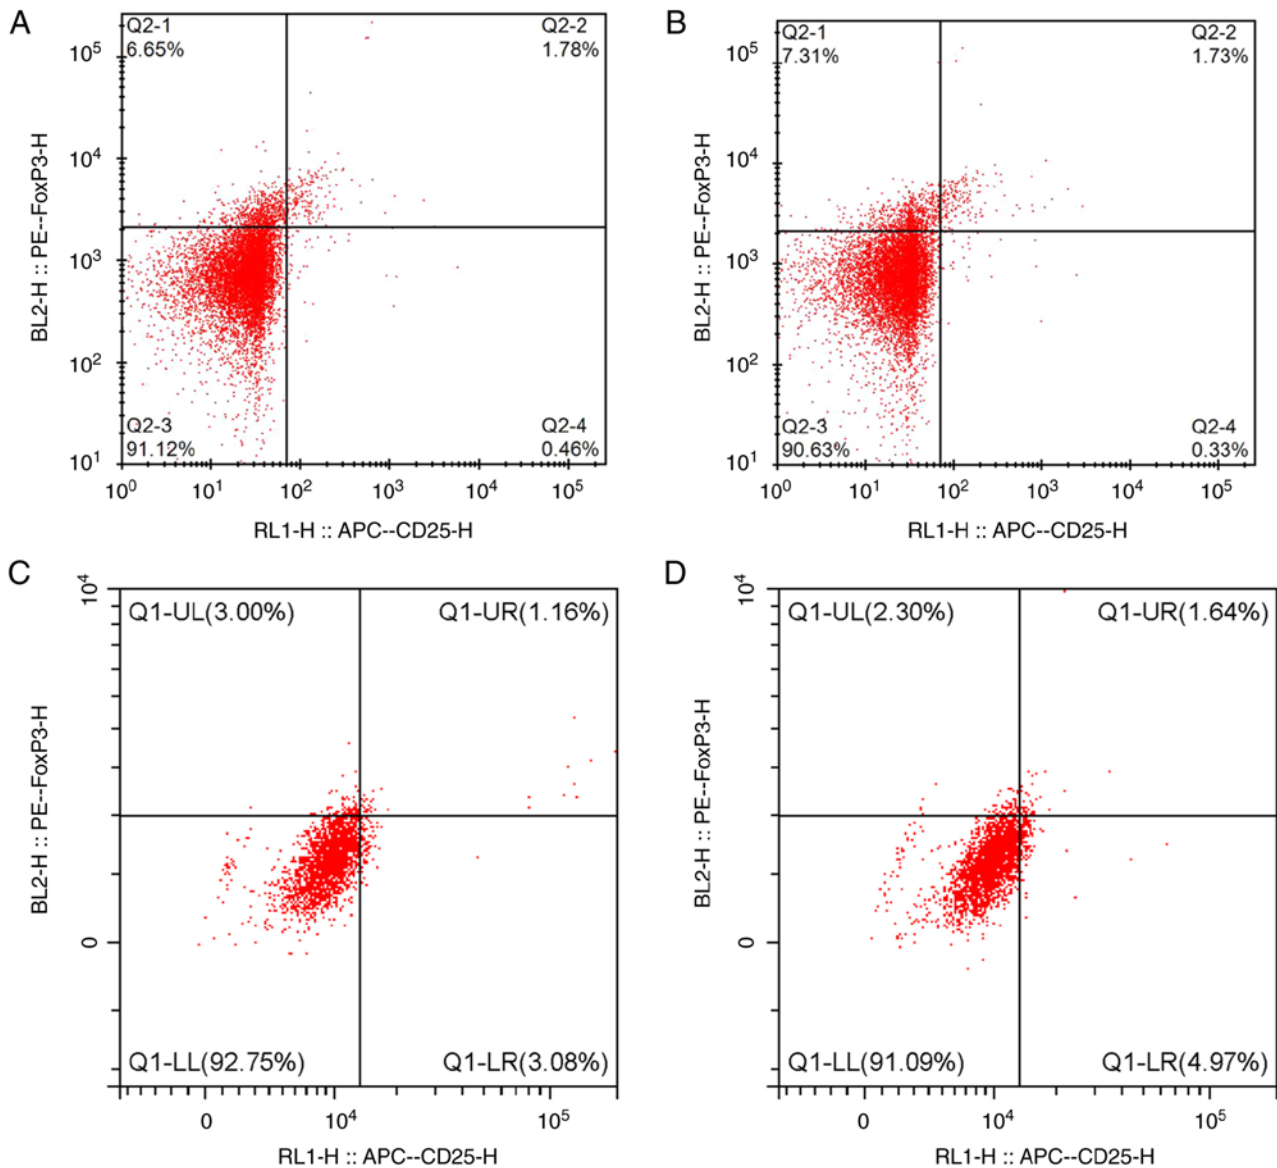 A
Q2-1
6.65%
Q2-2
1.78%
10^5
10^4
10^3
10^2
10^1
BL2-H :: PE--FoxP3-H
Q2-3
91.12%
Q2-4
0.46%
10^0 10^1 10^2 10^3 10^4 10^5
RL1-H :: APC--CD25-H
B
Q2-1
7.31%
Q2-2
1.73%
10^5
10^4
10^3
10^2
10^1
BL2-H :: PE--FoxP3-H
Q2-3
90.63%
Q2-4
0.33%
10^0 10^1 10^2 10^3 10^4 10^5
RL1-H :: APC--CD25-H
C
10^4
Q1-UL(3.00%) Q1-UR(1.16%)
BL2-H :: PE--FoxP3-H
0
Q1-LL(92.75%) Q1-LR(3.08%)
0 10^4 10^5
RL1-H :: APC--CD25-H
D
10^4
Q1-UL(2.30%) Q1-UR(1.64%)
BL2-H :: PE--FoxP3-H
0
Q1-LL(91.09%) Q1-LR(4.97%)
0 10^4 10^5
RL1-H :: APC--CD25-H